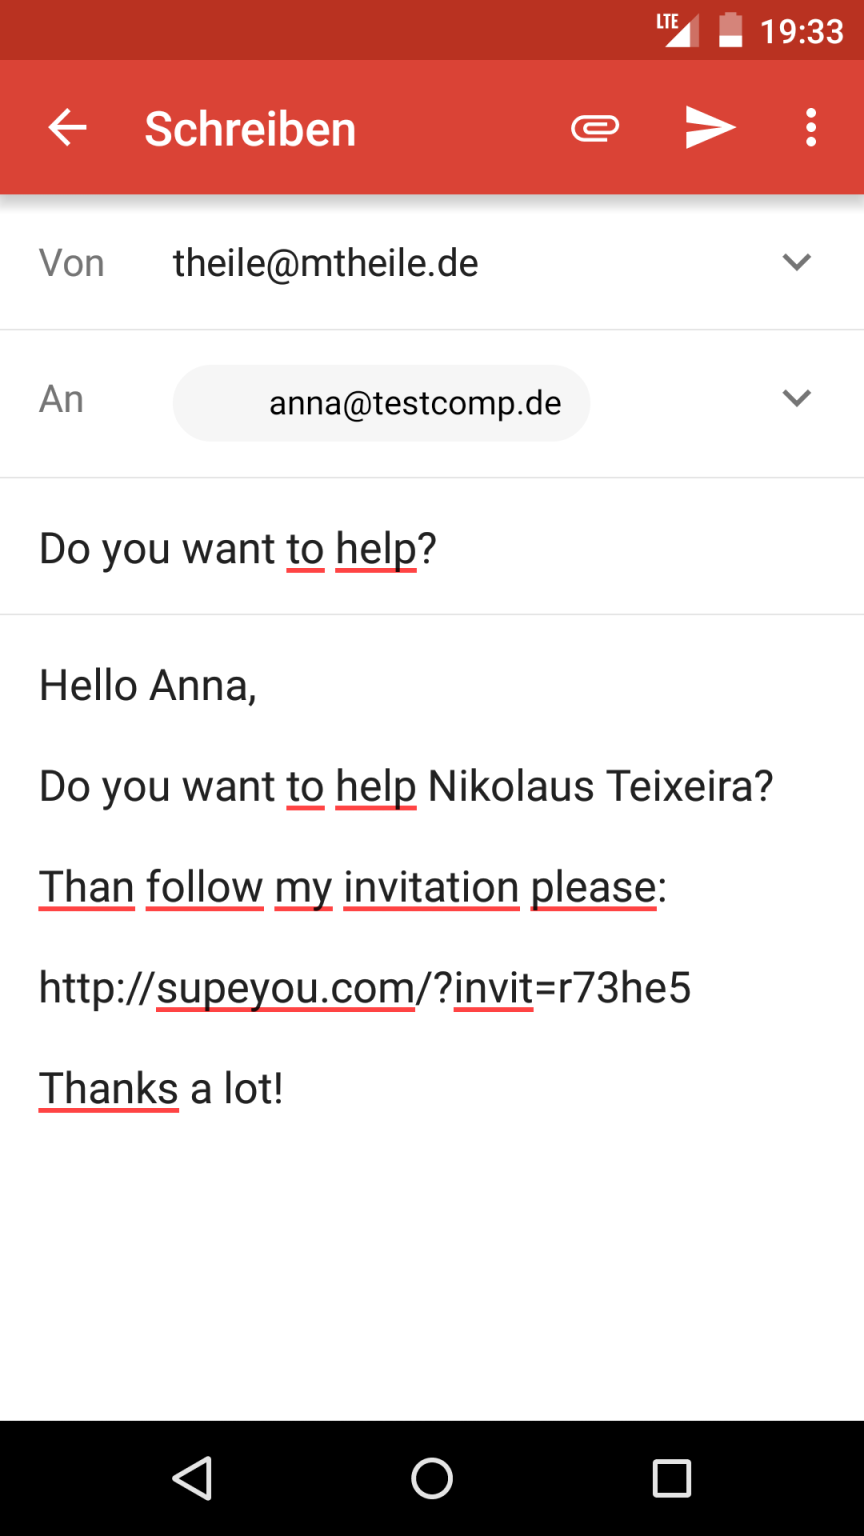 LTE 19:33
Schreiben
Von theile@mtheile.de
An anna@testcomp.de
Do you want to help?
Hello Anna,
Do you want to help Nikolaus Teixeira?
Than follow my invitation please:
http://supeyou.com/?invit=r73he5
Thanks a lot!